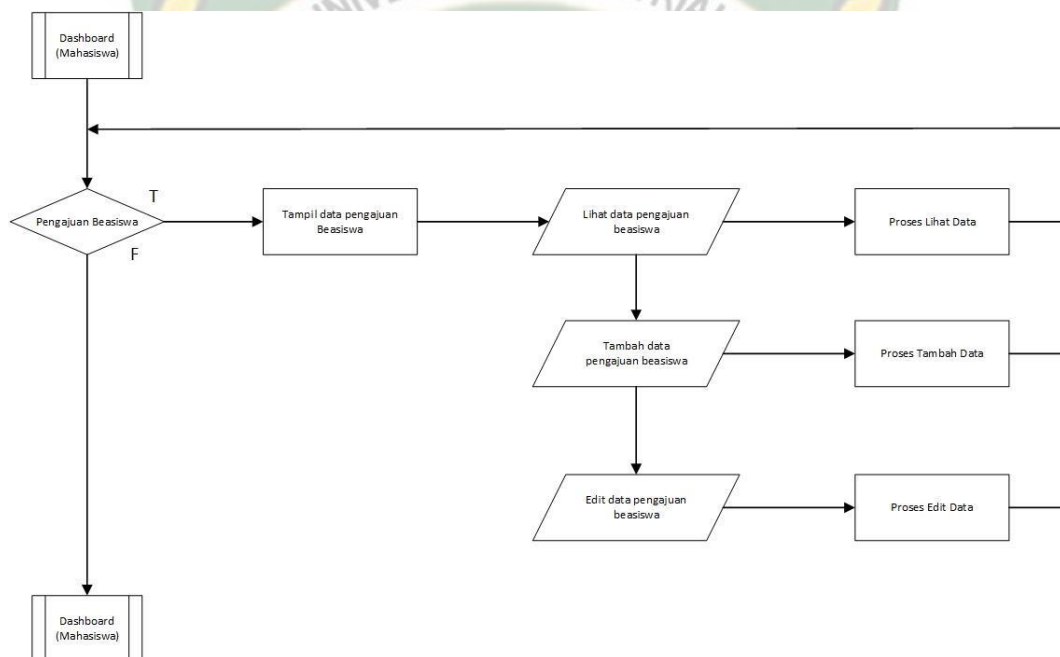 Dashboard
(Mahasiswa)
T
Pengajuan Beasiswa
F
Tampil data pengajuan
Beasiswa
Lihat data pengajuan
beasiswa
Proses Lihat Data
Tambah data
pengajuan beasiswa
Proses Tambah Data
Edit data pengajuan
beasiswa
Proses Edit Data
Dashboard
(Mahasiswa)